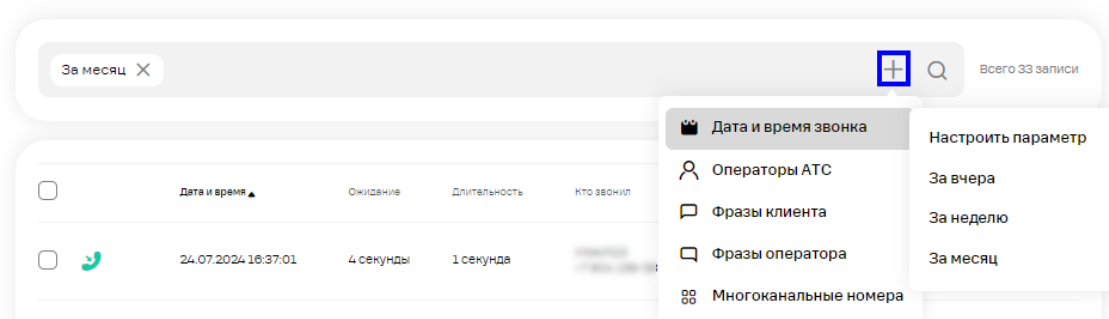 За месяц
Всего 33 записи
Дата и время звонка
Операторы АТС
Фразы клиента
Фразы оператора
Многоканальные номера
Настроить параметр
За вчера
За неделю
За месяц
Дата и время Ожидание Длительность Кто звонил
24.07.2024 16:37:01 4 секунды 1 секунда